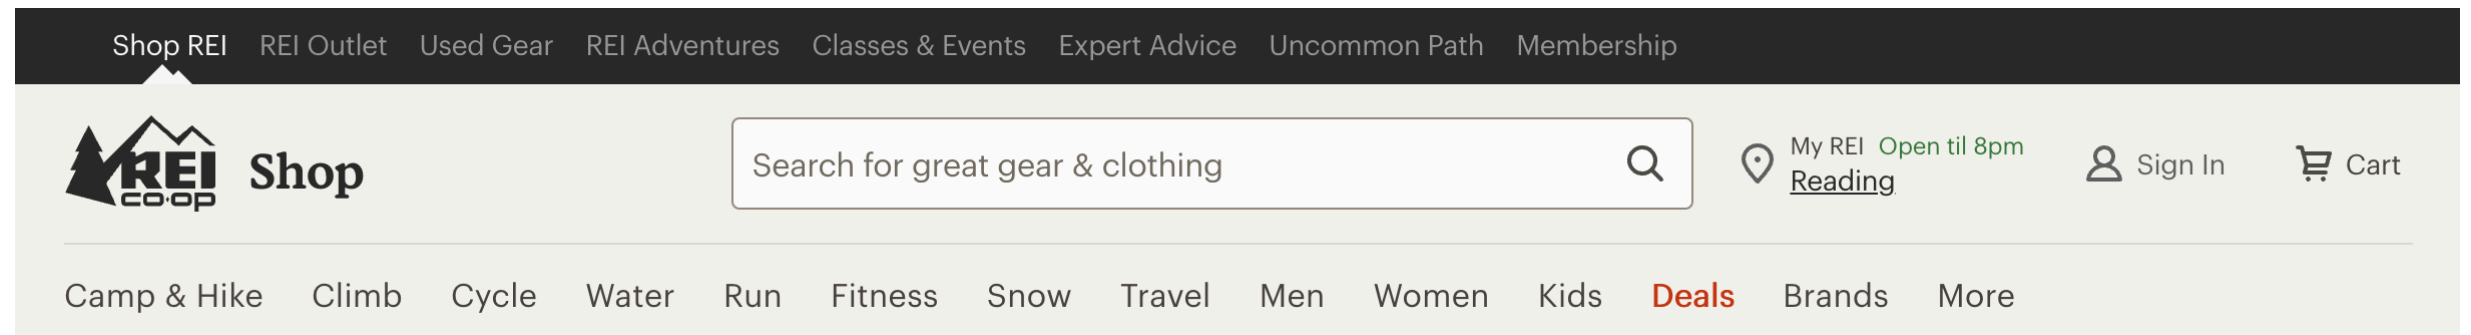 Shop REI REI Outlet Used Gear REI Adventures Classes & Events Expert Advice Uncommon Path Membership
REI
CO·OP
Shop
Search for great gear & clothing
My REI Open til 8pm
Reading
Sign In
Cart
Camp & Hike Climb Cycle Water Run Fitness Snow Travel Men Women Kids Deals Brands More